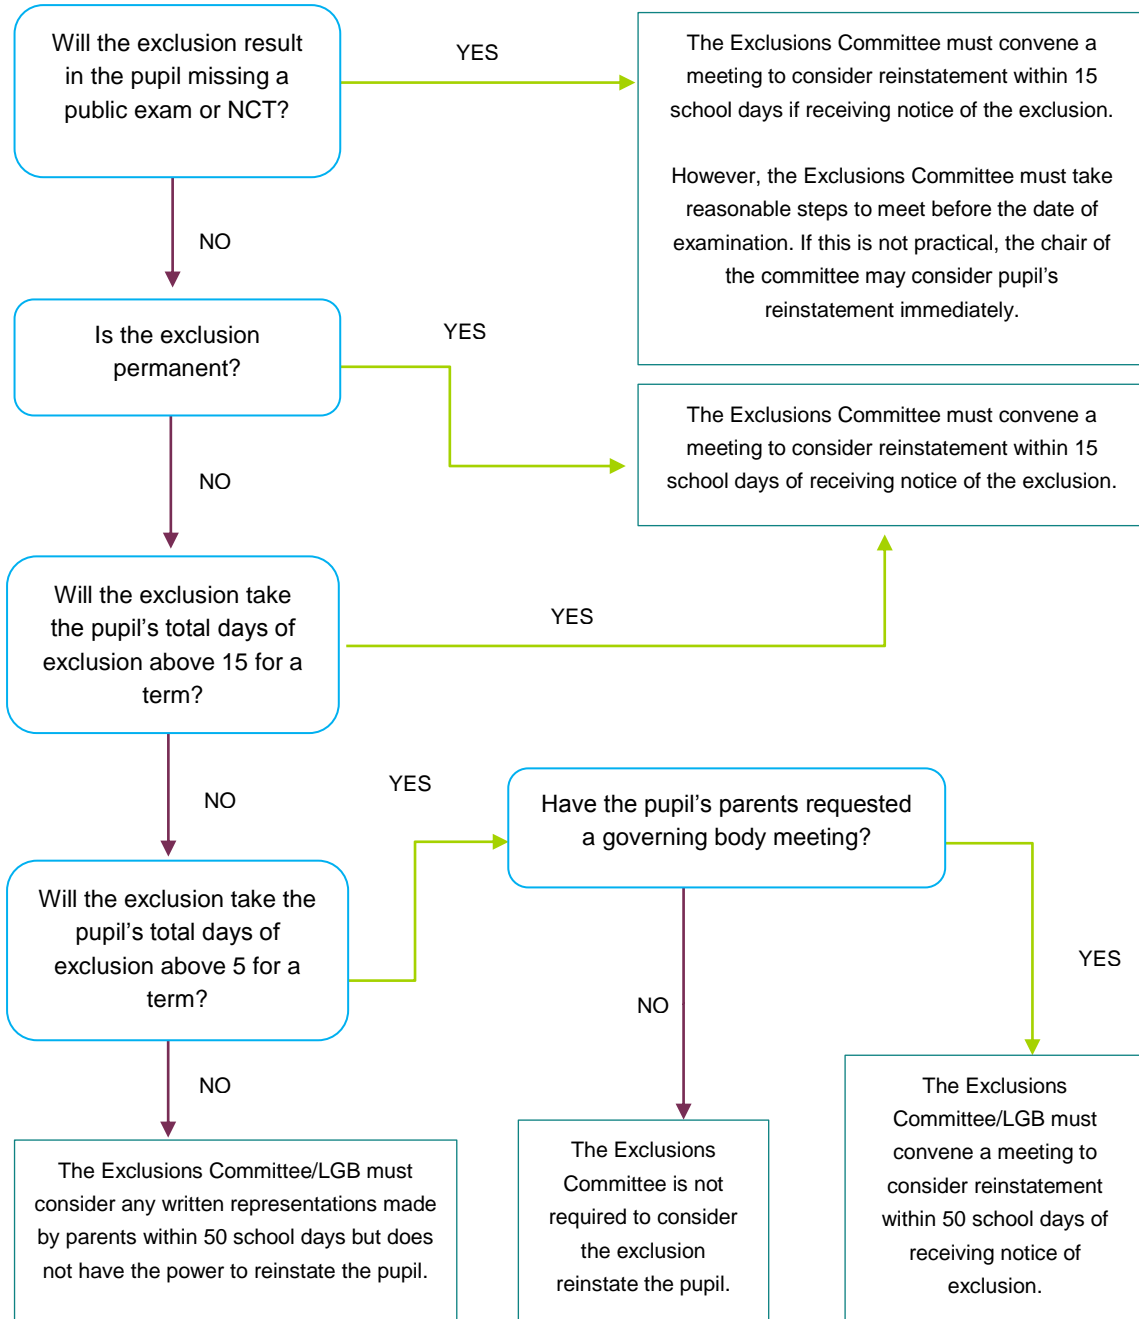 Will the exclusion result
in the pupil missing a
public exam or NCT?
YES
The Exclusions Committee must convene a
meeting to consider reinstatement within 15
school days if receiving notice of the exclusion.
However, the Exclusions Committee must take
reasonable steps to meet before the date of
examination. If this is not practical, the chair of
the committee may consider pupil’s
reinstatement immediately.
NO
Is the exclusion
permanent?
YES
The Exclusions Committee must convene a
meeting to consider reinstatement within 15
school days of receiving notice of the exclusion.
NO
Will the exclusion take
the pupil’s total days of
exclusion above 15 for a
term?
YES
NO
Will the exclusion take the
pupil’s total days of
exclusion above 5 for a
term?
YES
Have the pupil’s parents requested
a governing body meeting?
NO
YES
NO
The Exclusions Committee/LGB must
consider any written representations made
by parents within 50 school days but does
not have the power to reinstate the pupil.
The Exclusions
Committee is not
required to consider
the exclusion
reinstate the pupil.
The Exclusions
Committee/LGB must
convene a meeting to
consider reinstatement
within 50 school days of
receiving notice of
exclusion.